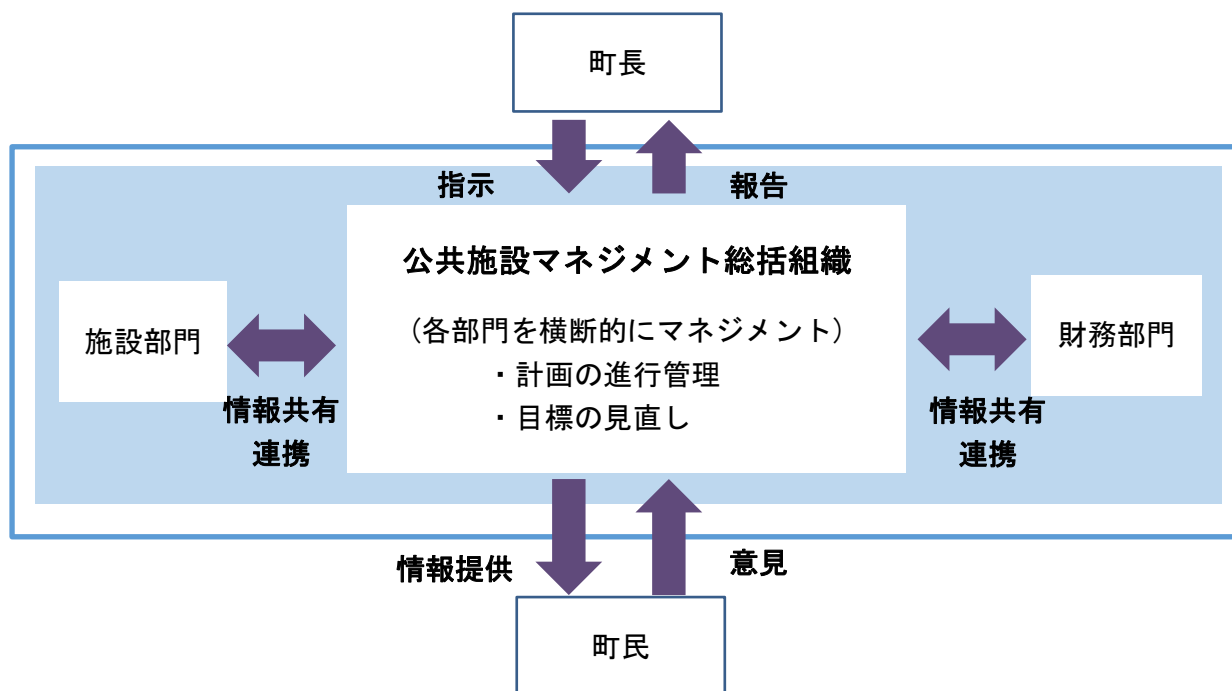 町長
指示
報告
公共施設マネジメント総括組織
（各部門を横断的にマネジメント）
・計画の進行管理
・目標の見直し
施設部門
情報共有
連携
財務部門
情報共有
連携
情報提供
意見
町民